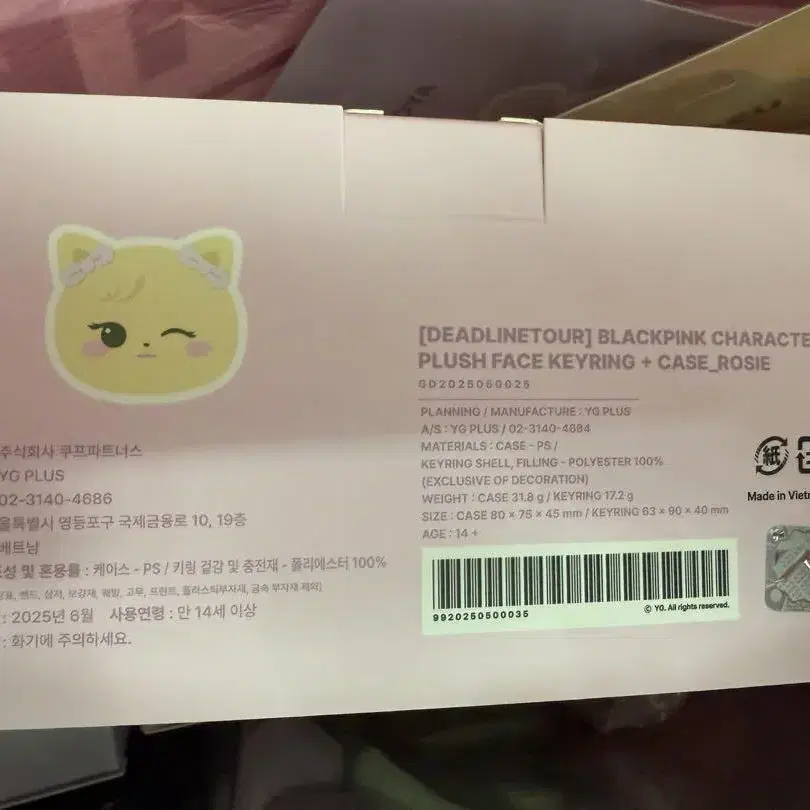 주식회사 쿠프파트너스
YG PLUS
02-3140-4686
울특별시 영등포구 국제금융로 10, 19층
베트남
성 및 혼용률 : 케이스 - PS / 키링 겉감 및 충전재 - 폴리에스터 100%
: 2025년 6월 사용연령 : 만 14세 이상
: 화기에 주의하세요.
[DEADLINETOUR] BLACKPINK CHARACTE
PLUSH FACE KEYRING + CASE_ROSIE
GD2025060025
PLANNING / MANUFACTURE : YG PLUS
A/S : YG PLUS / 02-3140-4684
MATERIALS : CASE - PS /
KEYRING SHELL, FILLING - POLYESTER 100%
(EXCLUSIVE OF DECORATION)
WEIGHT : CASE 31.8 g / KEYRING 17.2 g
SIZE : CASE 80 × 75 × 45 mm / KEYRING 63 × 90 × 40 mm
AGE : 14 +
9920250500035
© YG. All rights reserved.
紙
Made in Vietn